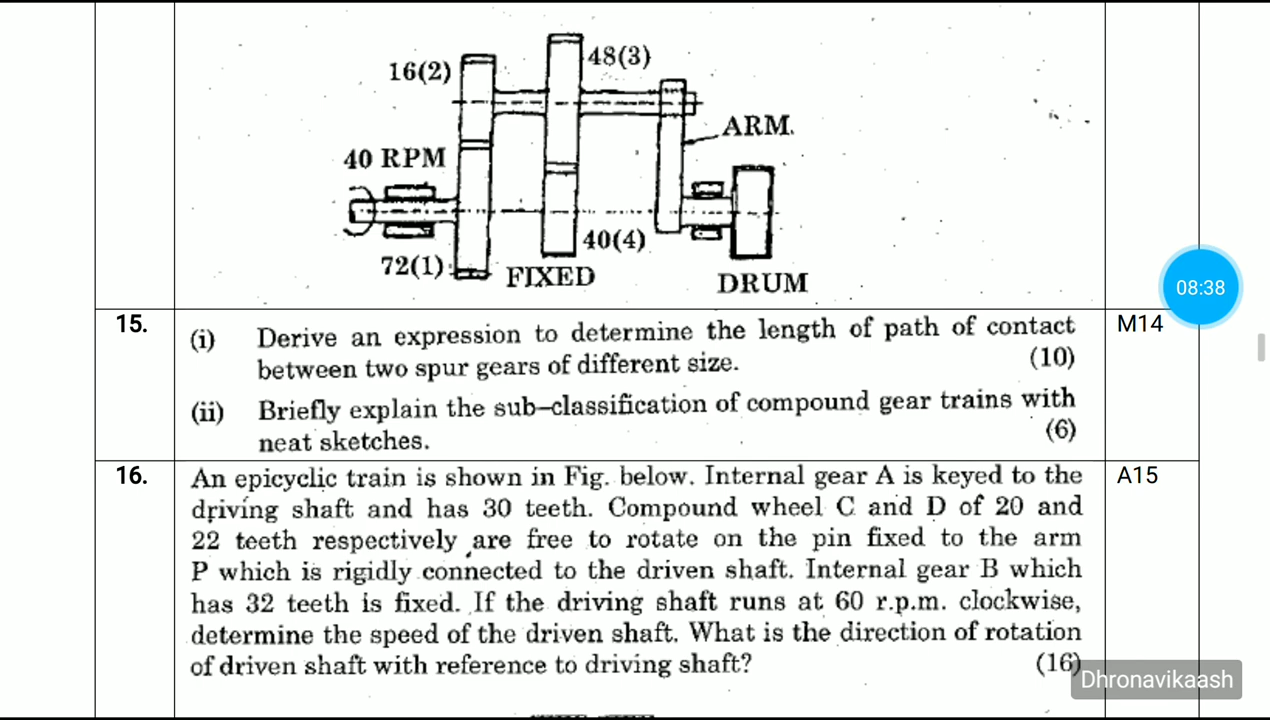 48(3)
16(2)
ARM.
40 RPM
40(4)
72(1)
FIXED
DRUM
08:38
15.
(i) Derive an expression to determine the length of path of contact
between two spur gears of different size. (10)
M14
(ii) Briefly explain the sub-classification of compound gear trains with
neat sketches. (6)
16.
An epicyclic train is shown in Fig. below. Internal gear A is keyed to the
driving shaft and has 30 teeth. Compound wheel C and D of 20 and
22 teeth respectively are free to rotate on the pin fixed to the arm
P which is rigidly connected to the driven shaft. Internal gear B which
has 32 teeth is fixed. If the driving shaft runs at 60 r.p.m. clockwise,
determine the speed of the driven shaft. What is the direction of rotation
of driven shaft with reference to driving shaft? (16)
A15
Dhronavikaash